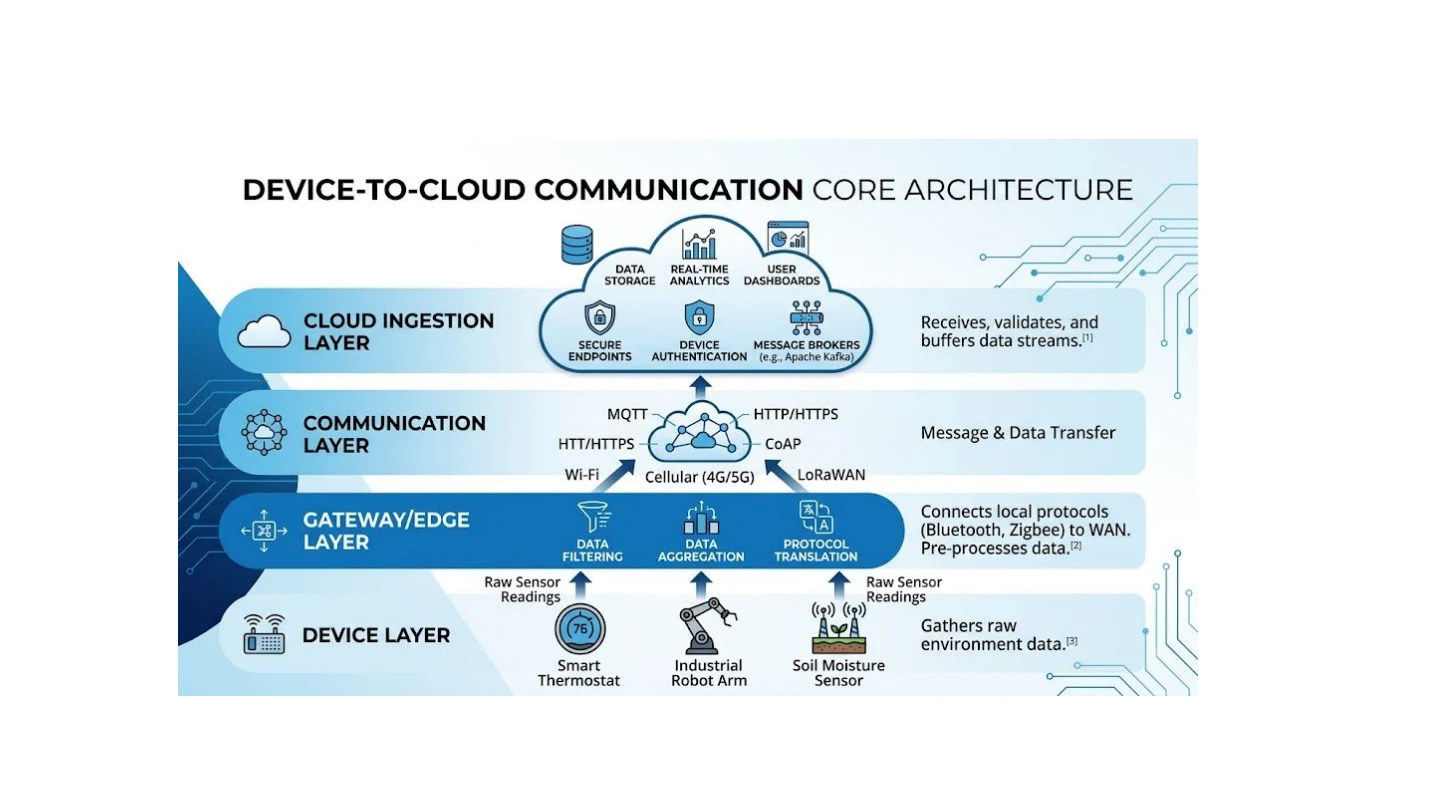 DEVICE-TO-CLOUD COMMUNICATION CORE ARCHITECTURE
DATA
STORAGE
REAL-TIME
ANALYTICS
USER
DASHBOARDS
CLOUD INGESTION
LAYER
SECURE
ENDPOINTS
DEVICE
AUTHENTICATION
MESSAGE BROKERS
(e.g., Apache Kafka)
Receives, validates, and
buffers data streams.[1]
COMMUNICATION
LAYER
MQTT
HTTP/HTTPS
HTT/HTTPS
CoAP
Wi-Fi
Cellular (4G/5G)
LoRaWAN
Message & Data Transfer
GATEWAY/EDGE
LAYER
DATA
FILTERING
DATA
AGGREGATION
文
A
PROTOCOL
TRANSLATION
Connects local protocols
(Bluetooth, Zigbee) to WAN.
Pre-processes data.[2]
Raw Sensor
Readings
Raw Sensor
Readings
DEVICE LAYER
76
Smart
Thermostat
Industrial
Robot Arm
Soil Moisture
Sensor
Gathers raw
environment data.[3]